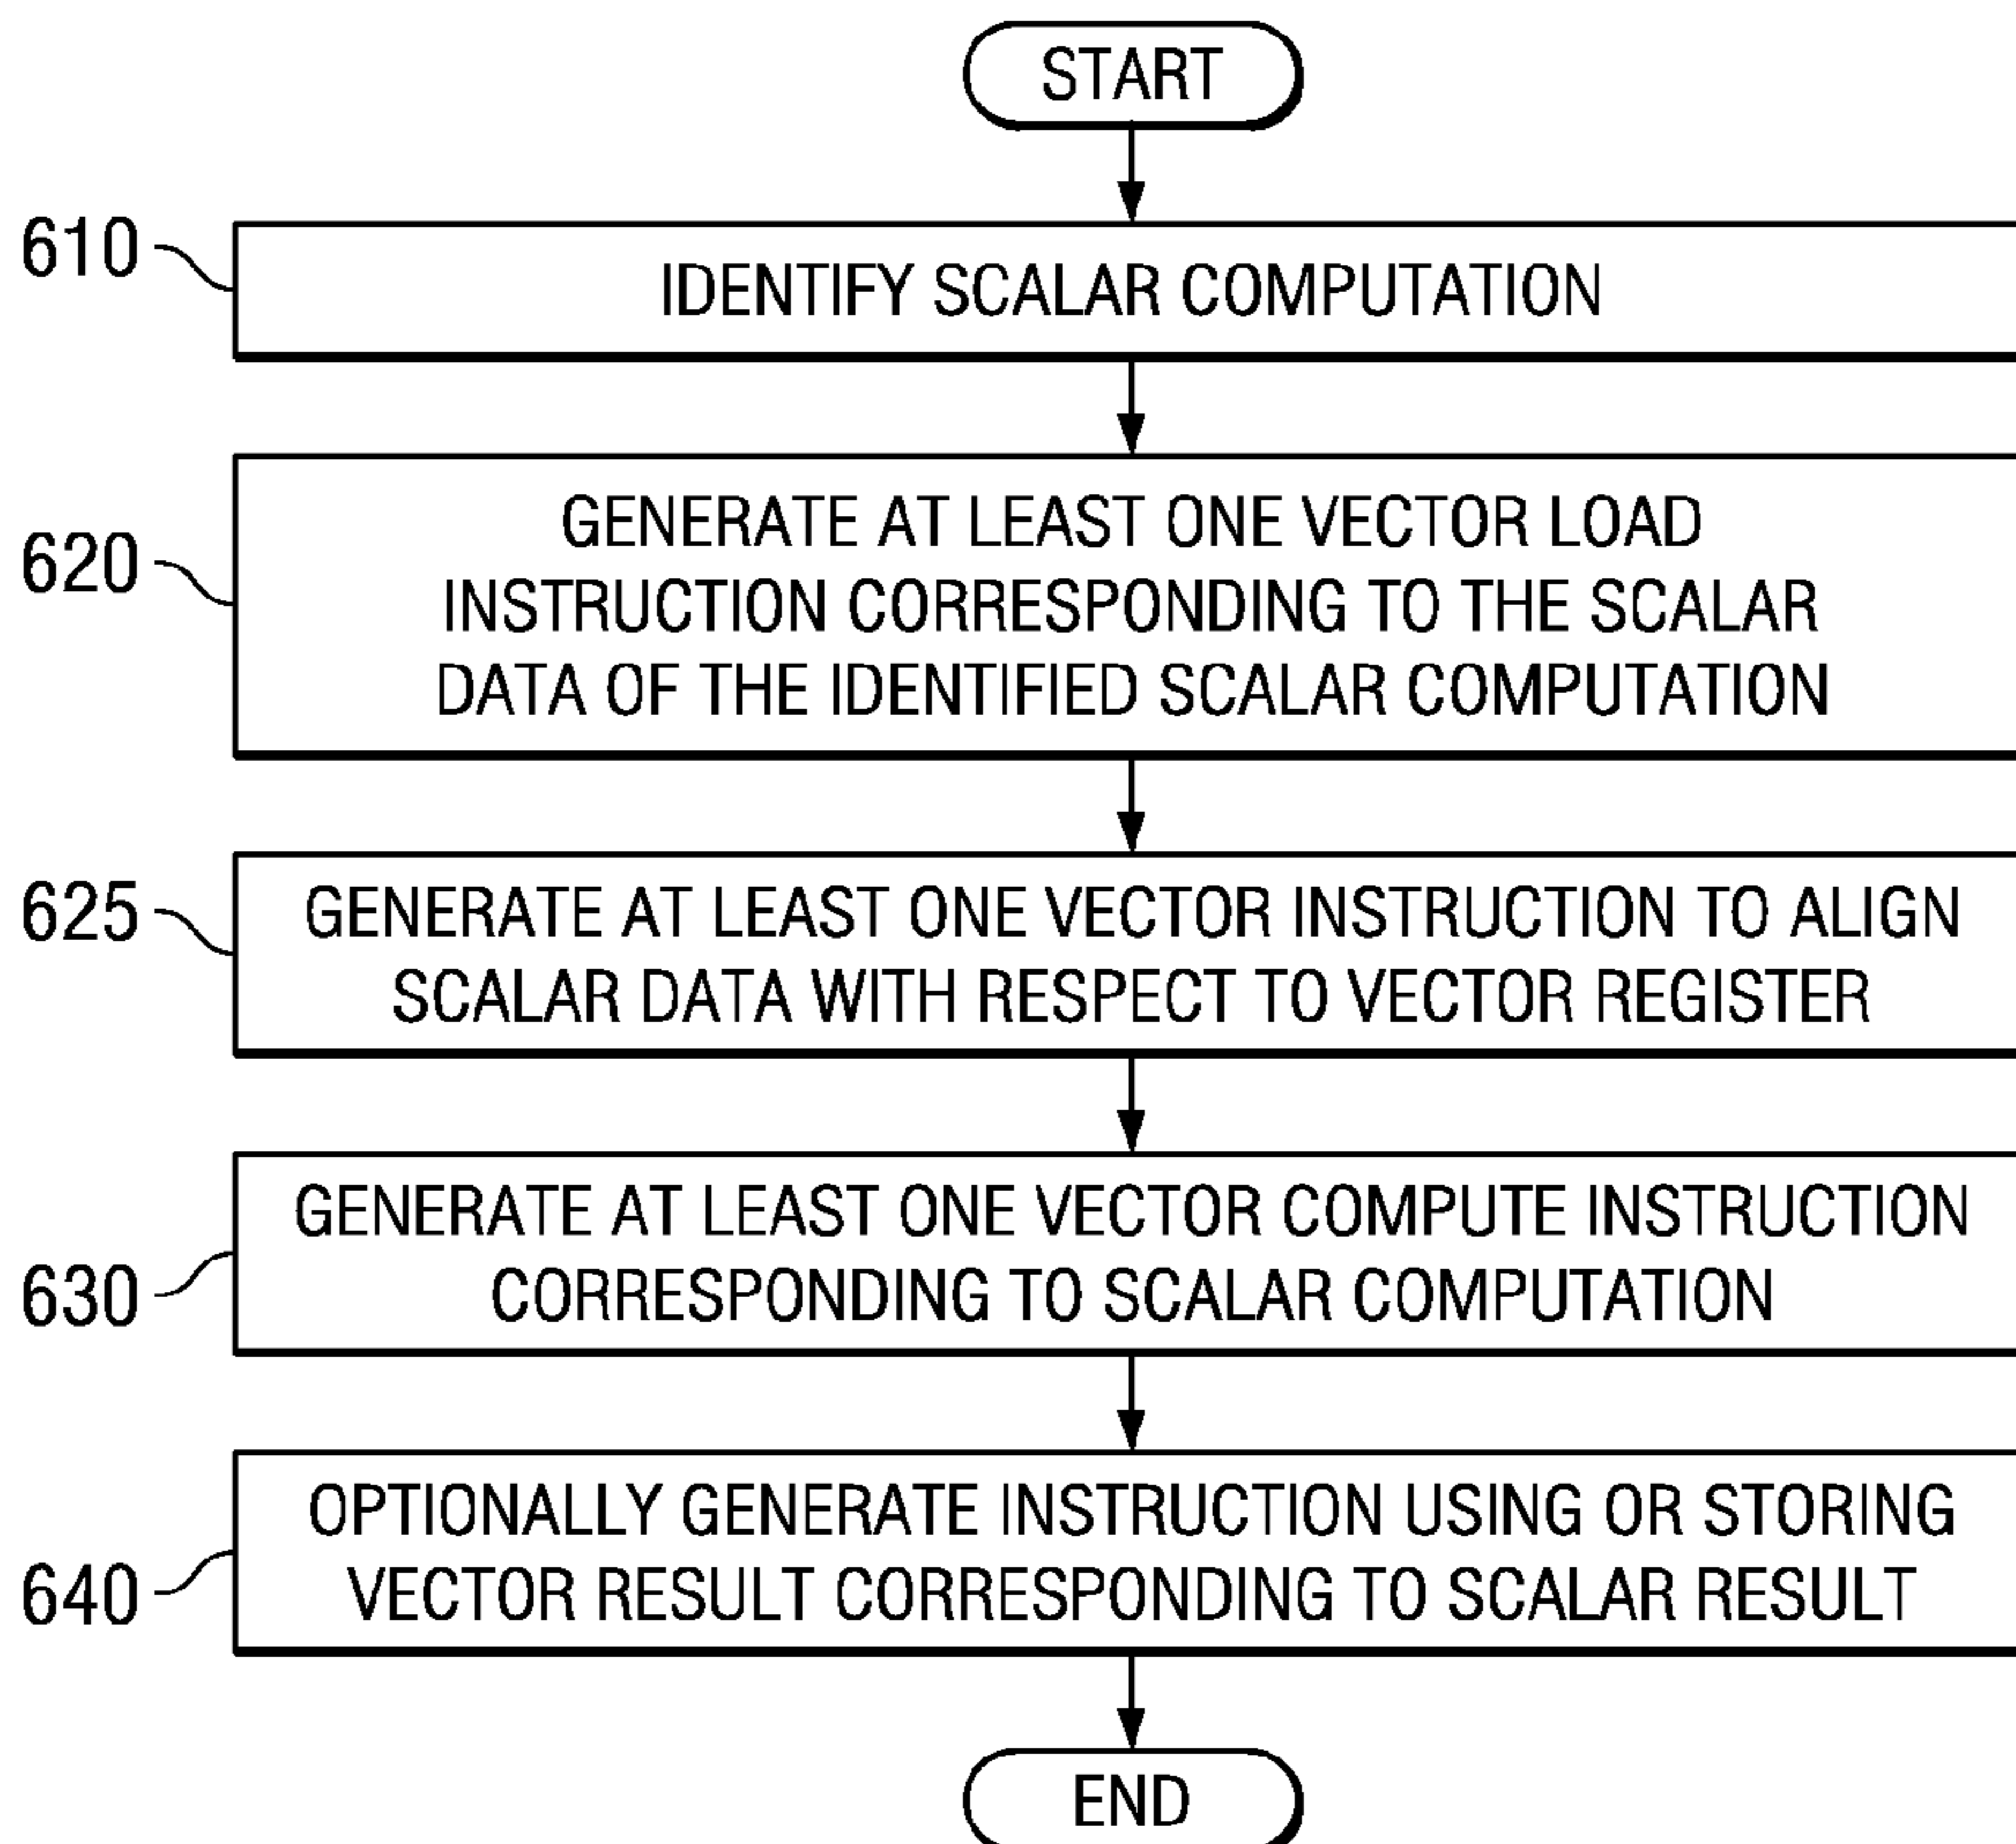 START
610
IDENTIFY SCALAR COMPUTATION
620
GENERATE AT LEAST ONE VECTOR LOAD
INSTRUCTION CORRESPONDING TO THE SCALAR
DATA OF THE IDENTIFIED SCALAR COMPUTATION
625
GENERATE AT LEAST ONE VECTOR INSTRUCTION TO ALIGN
SCALAR DATA WITH RESPECT TO VECTOR REGISTER
630
GENERATE AT LEAST ONE VECTOR COMPUTE INSTRUCTION
CORRESPONDING TO SCALAR COMPUTATION
640
OPTIONALLY GENERATE INSTRUCTION USING OR STORING
VECTOR RESULT CORRESPONDING TO SCALAR RESULT
END